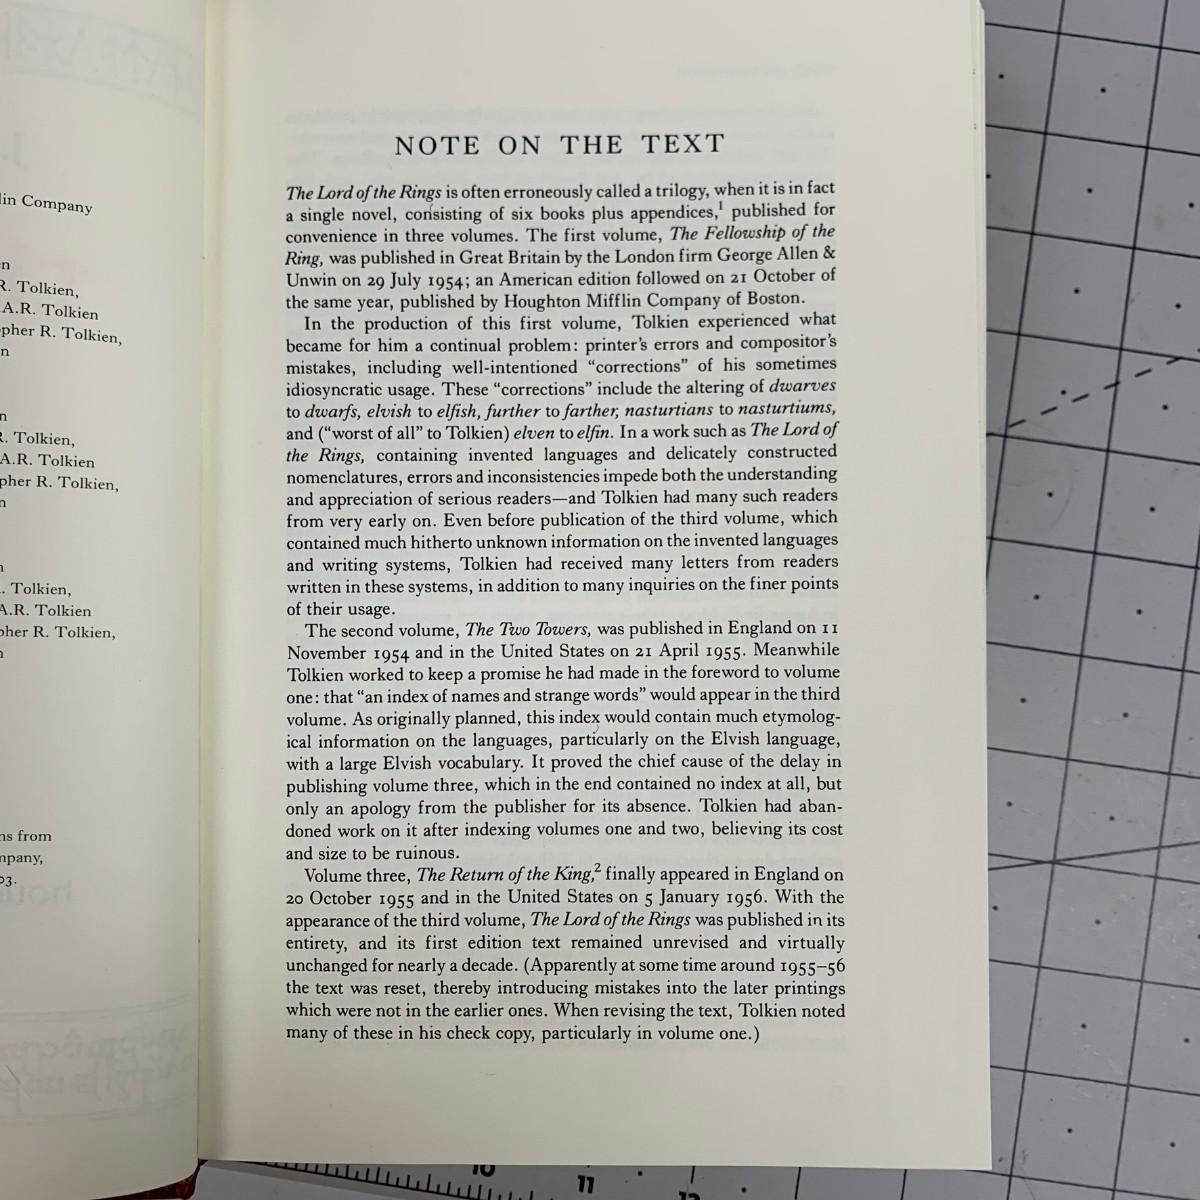 lin Company
n
R. Tolkien,
A.R. Tolkien
pher R. Tolkien,
n
n
R. Tolkien,
A.R. Tolkien
pher R. Tolkien,
n
n
. Tolkien,
A.R. Tolkien
pher R. Tolkien,
n
ns from
mpany,
03.
NOTE ON THE TEXT
The Lord of the Rings is often erroneously called a trilogy, when it is in fact
a single novel, consisting of six books plus appendices,¹ published for
convenience in three volumes. The first volume, The Fellowship of the
Ring, was published in Great Britain by the London firm George Allen &
Unwin on 29 July 1954; an American edition followed on 21 October of
the same year, published by Houghton Mifflin Company of Boston.
In the production of this first volume, Tolkien experienced what
became for him a continual problem: printer's errors and compositor's
mistakes, including well-intentioned "corrections" of his sometimes
idiosyncratic usage. These "corrections" include the altering of dwarves
to dwarfs, elvish to elfish, further to farther, nasturtians to nasturtiums,
and ("worst of all" to Tolkien) elven to elfin. In a work such as The Lord of
the Rings, containing invented languages and delicately constructed
nomenclatures, errors and inconsistencies impede both the understanding
and appreciation of serious readers—and Tolkien had many such readers
from very early on. Even before publication of the third volume, which
contained much hitherto unknown information on the invented languages
and writing systems, Tolkien had received many letters from readers
written in these systems, in addition to many inquiries on the finer points
of their usage.
The second volume, The Two Towers, was published in England on 11
November 1954 and in the United States on 21 April 1955. Meanwhile
Tolkien worked to keep a promise he had made in the foreword to volume
one: that "an index of names and strange words" would appear in the third
volume. As originally planned, this index would contain much etymolog-
ical information on the languages, particularly on the Elvish language,
with a large Elvish vocabulary. It proved the chief cause of the delay in
publishing volume three, which in the end contained no index at all, but
only an apology from the publisher for its absence. Tolkien had aban-
doned work on it after indexing volumes one and two, believing its cost
and size to be ruinous.
Volume three, The Return of the King,² finally appeared in England on
20 October 1955 and in the United States on 5 January 1956. With the
appearance of the third volume, The Lord of the Rings was published in its
entirety, and its first edition text remained unrevised and virtually
unchanged for nearly a decade. (Apparently at some time around 1955–56
the text was reset, thereby introducing mistakes into the later printings
which were not in the earlier ones. When revising the text, Tolkien noted
many of these in his check copy, particularly in volume one.)
10 11 12